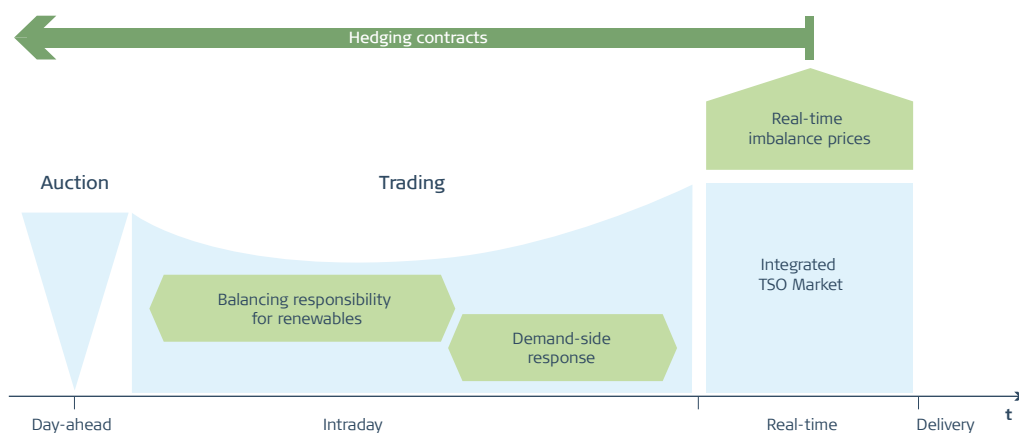 Hedging contracts
Real-time
imbalance prices
Auction
Trading
Integrated
TSO Market
Balancing responsibility
for renewables
Demand-side
response
t
Day-ahead
Intraday
Real-time
Delivery